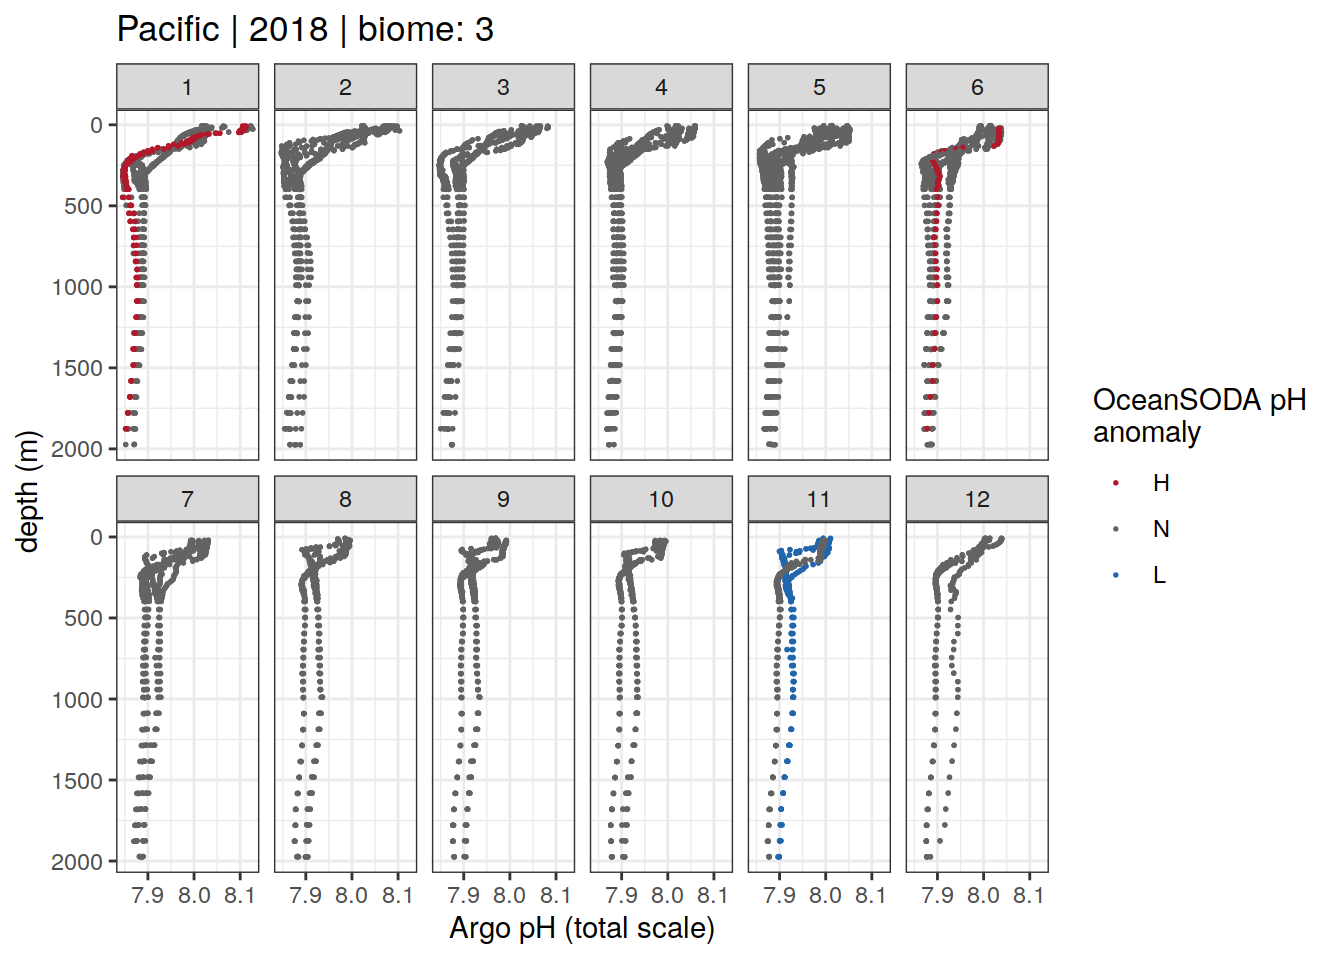 Pacific | 2018 | biome: 3
1 2 3 4 5 6
0
500
1000
1500
2000
7 8 9 10 11 12
0
500
1000
1500
2000
7.9 8.0 8.1 7.9 8.0 8.1 7.9 8.0 8.1 7.9 8.0 8.1 7.9 8.0 8.1 7.9 8.0 8.1
Argo pH (total scale)
depth (m)
OceanSODA pH
anomaly
H
N
L